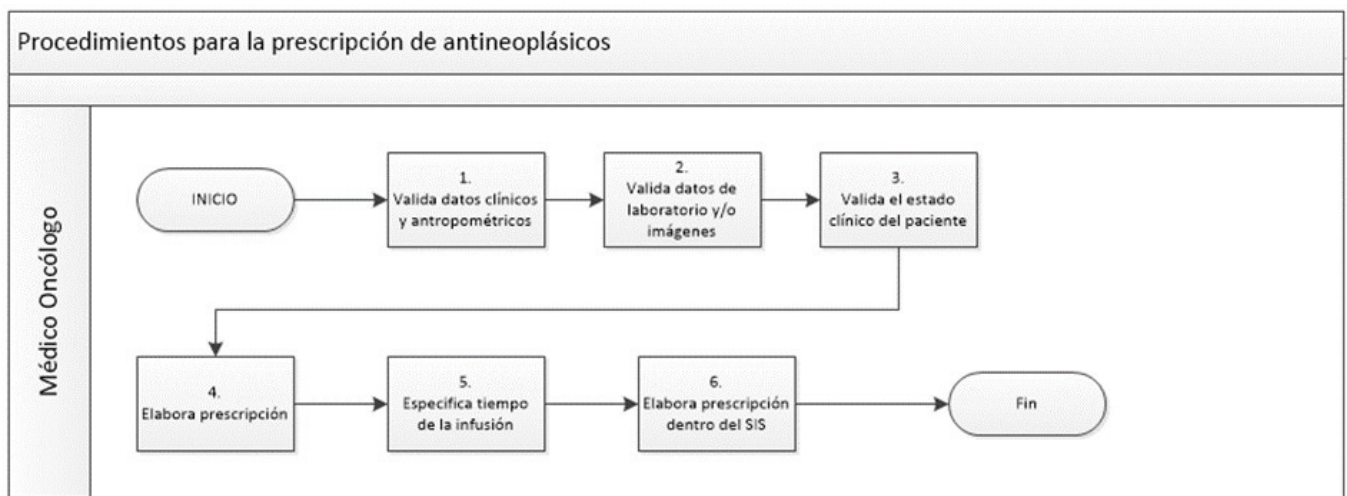 Procedimientos para la prescripción de antineoplásicos
Médico Oncólogo
INICIO
1.
Valida datos clínicos
y antropométricos
2.
Valida datos de
laboratorio y/o
imágenes
3.
Valida el estado
clínico del paciente
4.
Elabora prescripción
5.
Especifica tiempo
de la infusión
6.
Elabora prescripción
dentro del SIS
Fin